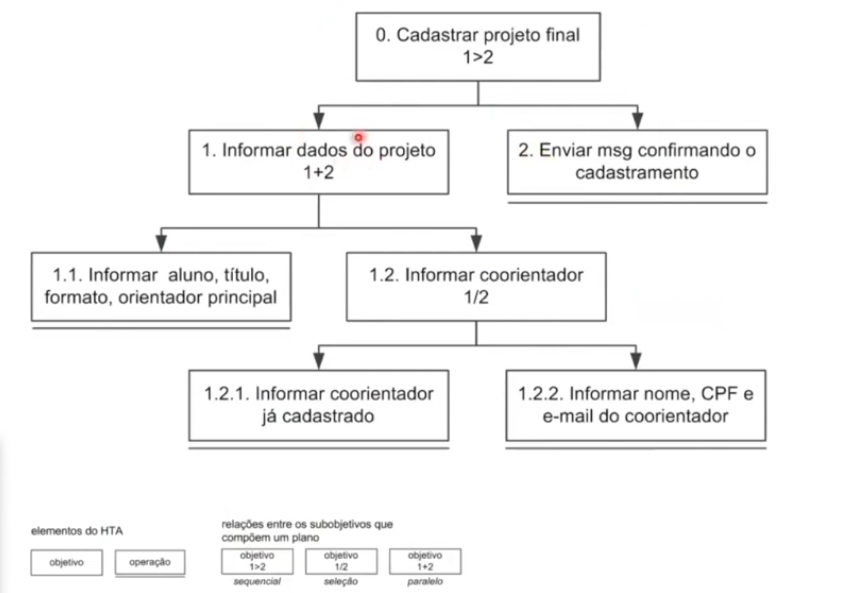 0. Cadastrar projeto final
1>2
1. Informar dados do projeto
1+2
2. Enviar msg confirmando o
cadastramento
1.1. Informar aluno, título,
formato, orientador principal
1.2. Informar coorientador
1/2
1.2.1. Informar coorientador
já cadastrado
1.2.2. Informar nome, CPF e
e-mail do coorientador
elementos do HTA
objetivo
operação
relações entre os subobjetivos que
compõem um plano
objetivo
1>2
sequencial
objetivo
1/2
seleção
objetivo
1+2
paralelo